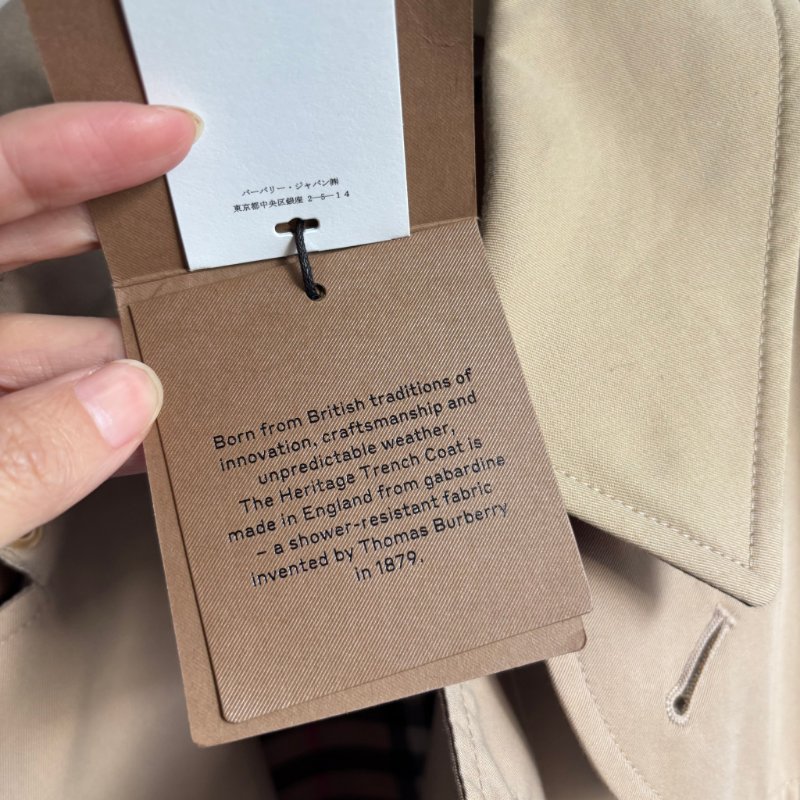 バーバリー・ジャパン㈱
東京都中央区銀座 2―5―14
Born from British traditions of
innovation, craftsmanship and
unpredictable weather,
The Heritage Trench Coat is
made in England from gabardine
– a shower-resistant fabric
invented by Thomas Burberry
in 1879.